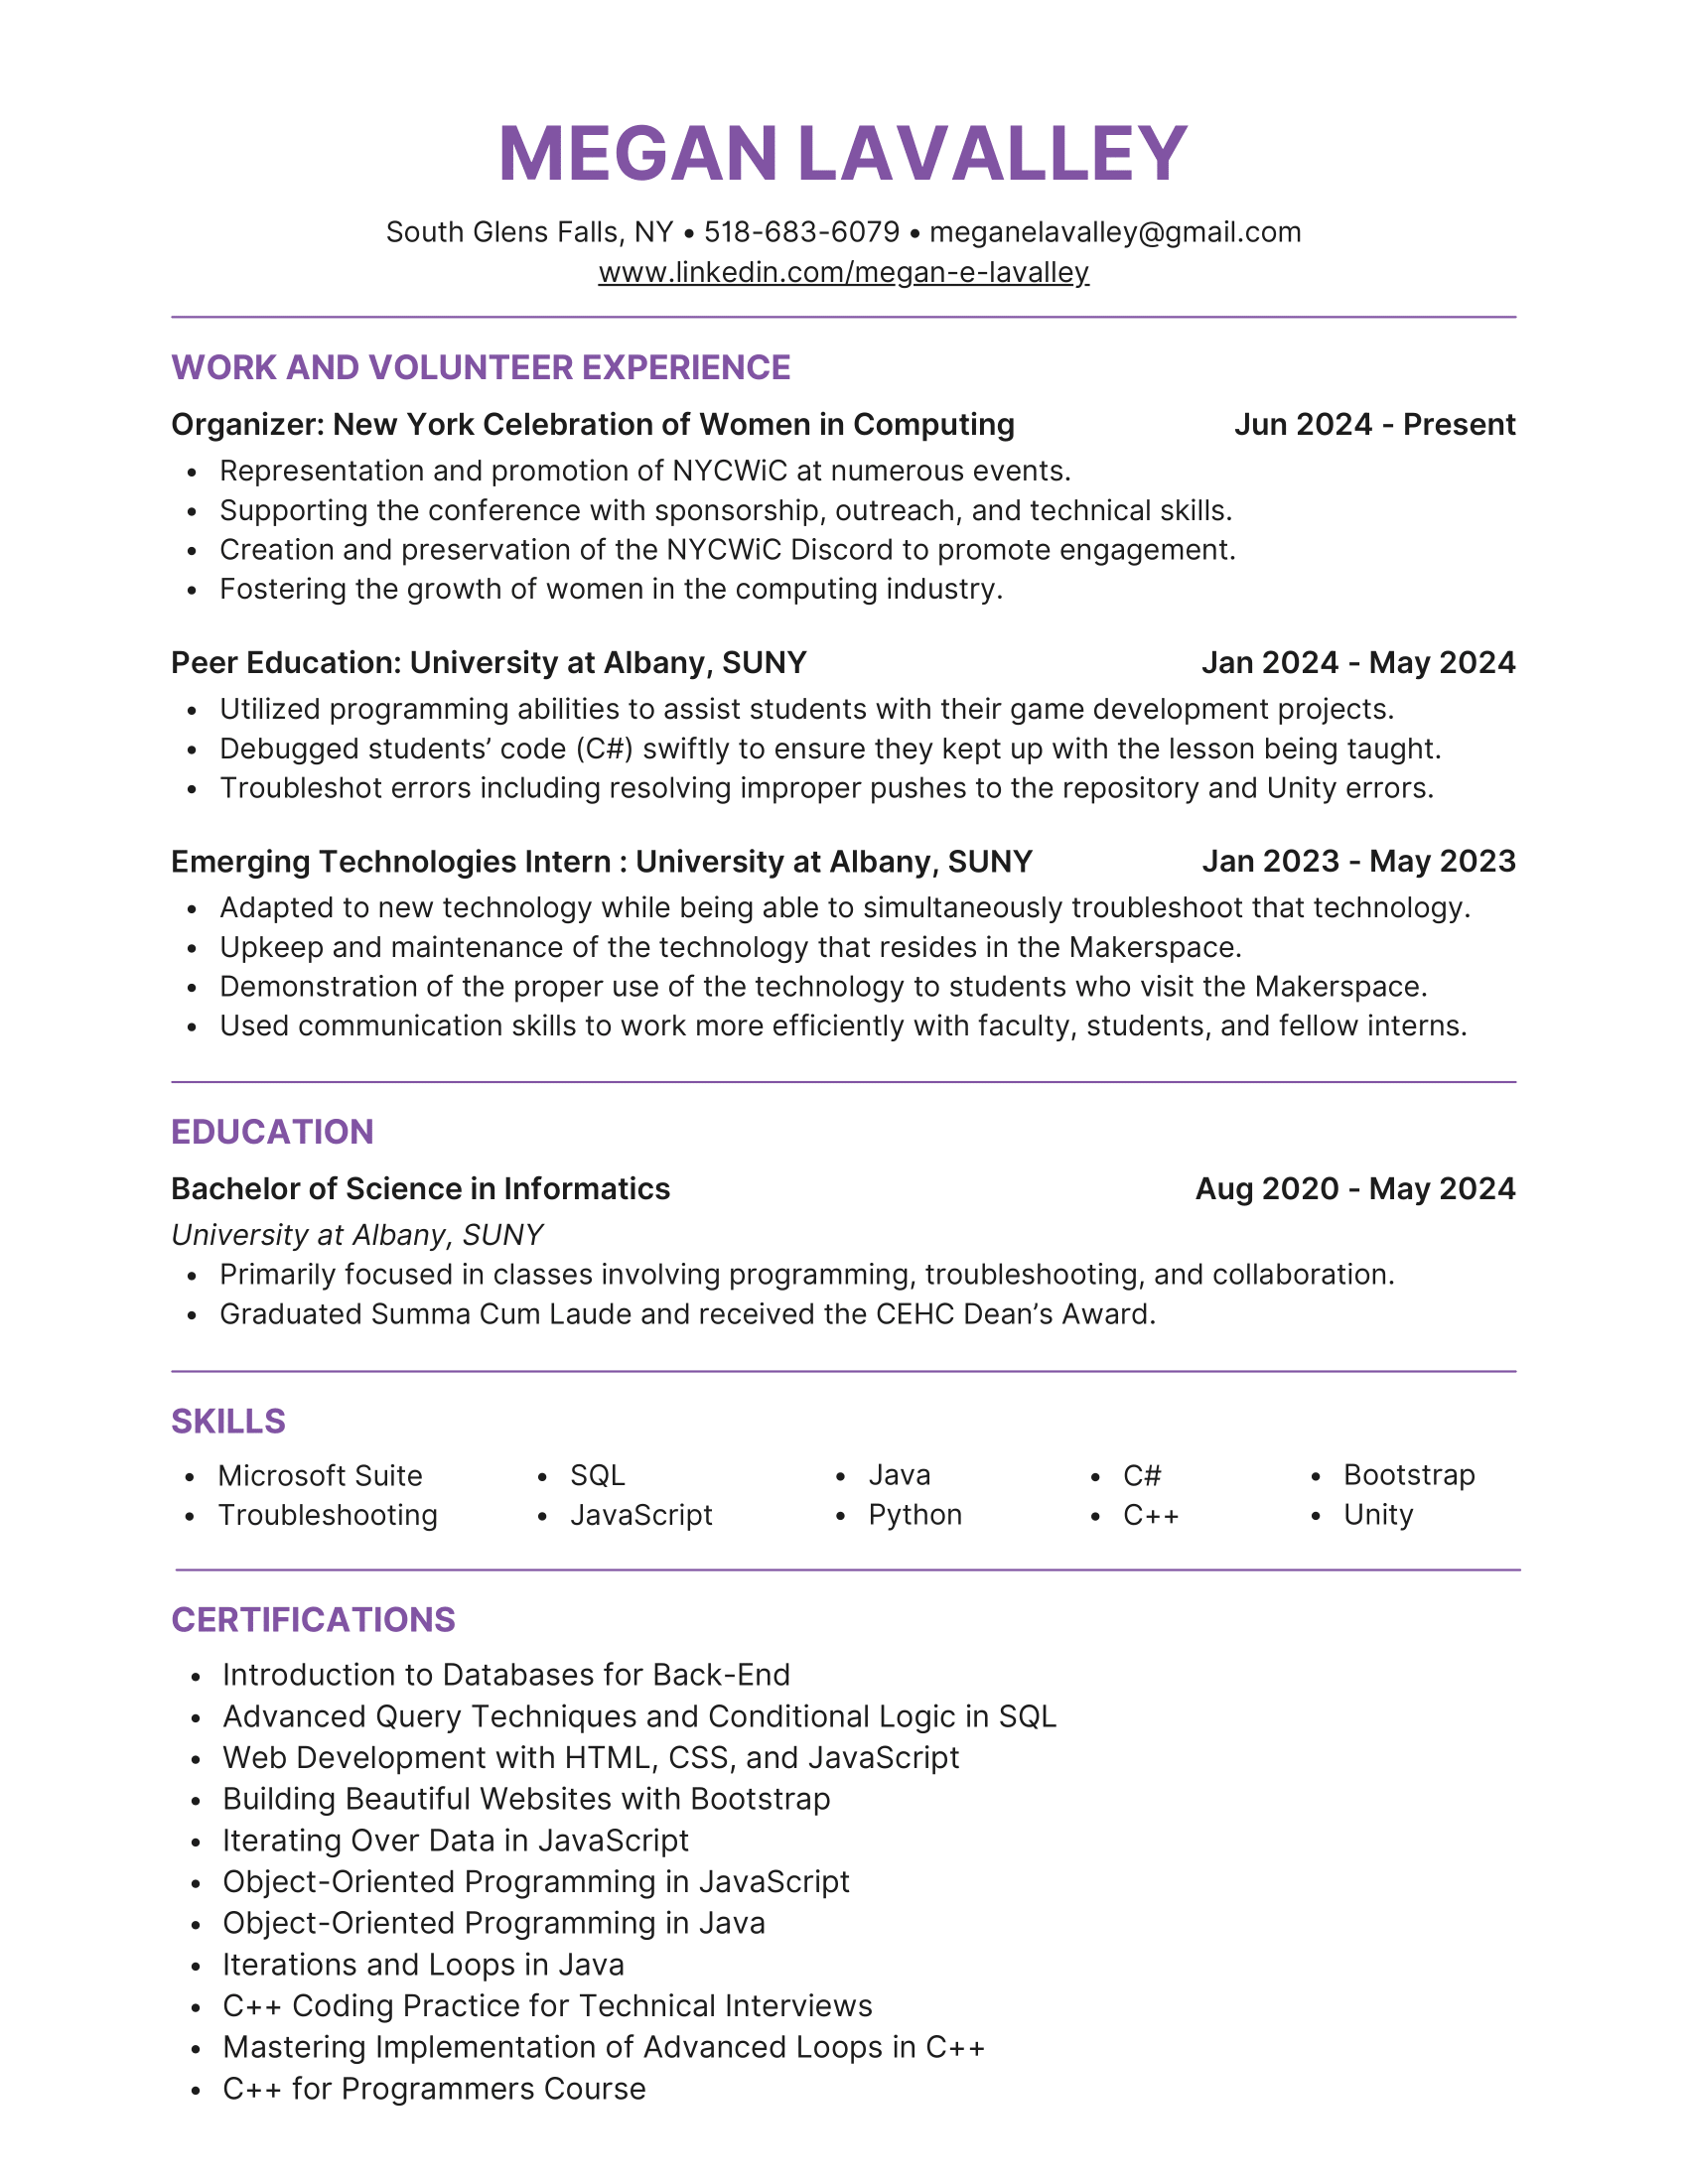 MEGAN LAVALLEY
South Glens Falls, NY • 518-683-6079 • meganelavalley@gmail.com
www.linkedin.com/megan-e-lavalley
WORK AND VOLUNTEER EXPERIENCE
Organizer: New York Celebration of Women in Computing Jun 2024 - Present
• Representation and promotion of NYCWiC at numerous events.
• Supporting the conference with sponsorship, outreach, and technical skills.
• Creation and preservation of the NYCWiC Discord to promote engagement.
• Fostering the growth of women in the computing industry.
Peer Education: University at Albany, SUNY Jan 2024 - May 2024
• Utilized programming abilities to assist students with their game development projects.
• Debugged students’ code (C#) swiftly to ensure they kept up with the lesson being taught.
• Troubleshot errors including resolving improper pushes to the repository and Unity errors.
Emerging Technologies Intern : University at Albany, SUNY Jan 2023 - May 2023
• Adapted to new technology while being able to simultaneously troubleshoot that technology.
• Upkeep and maintenance of the technology that resides in the Makerspace.
• Demonstration of the proper use of the technology to students who visit the Makerspace.
• Used communication skills to work more efficiently with faculty, students, and fellow interns.
EDUCATION
Bachelor of Science in Informatics Aug 2020 - May 2024
University at Albany, SUNY
• Primarily focused in classes involving programming, troubleshooting, and collaboration.
• Graduated Summa Cum Laude and received the CEHC Dean’s Award.
SKILLS
• Microsoft Suite • SQL • Java • C# • Bootstrap
• Troubleshooting • JavaScript • Python • C++ • Unity
CERTIFICATIONS
• Introduction to Databases for Back-End
• Advanced Query Techniques and Conditional Logic in SQL
• Web Development with HTML, CSS, and JavaScript
• Building Beautiful Websites with Bootstrap
• Iterating Over Data in JavaScript
• Object-Oriented Programming in JavaScript
• Object-Oriented Programming in Java
• Iterations and Loops in Java
• C++ Coding Practice for Technical Interviews
• Mastering Implementation of Advanced Loops in C++
• C++ for Programmers Course